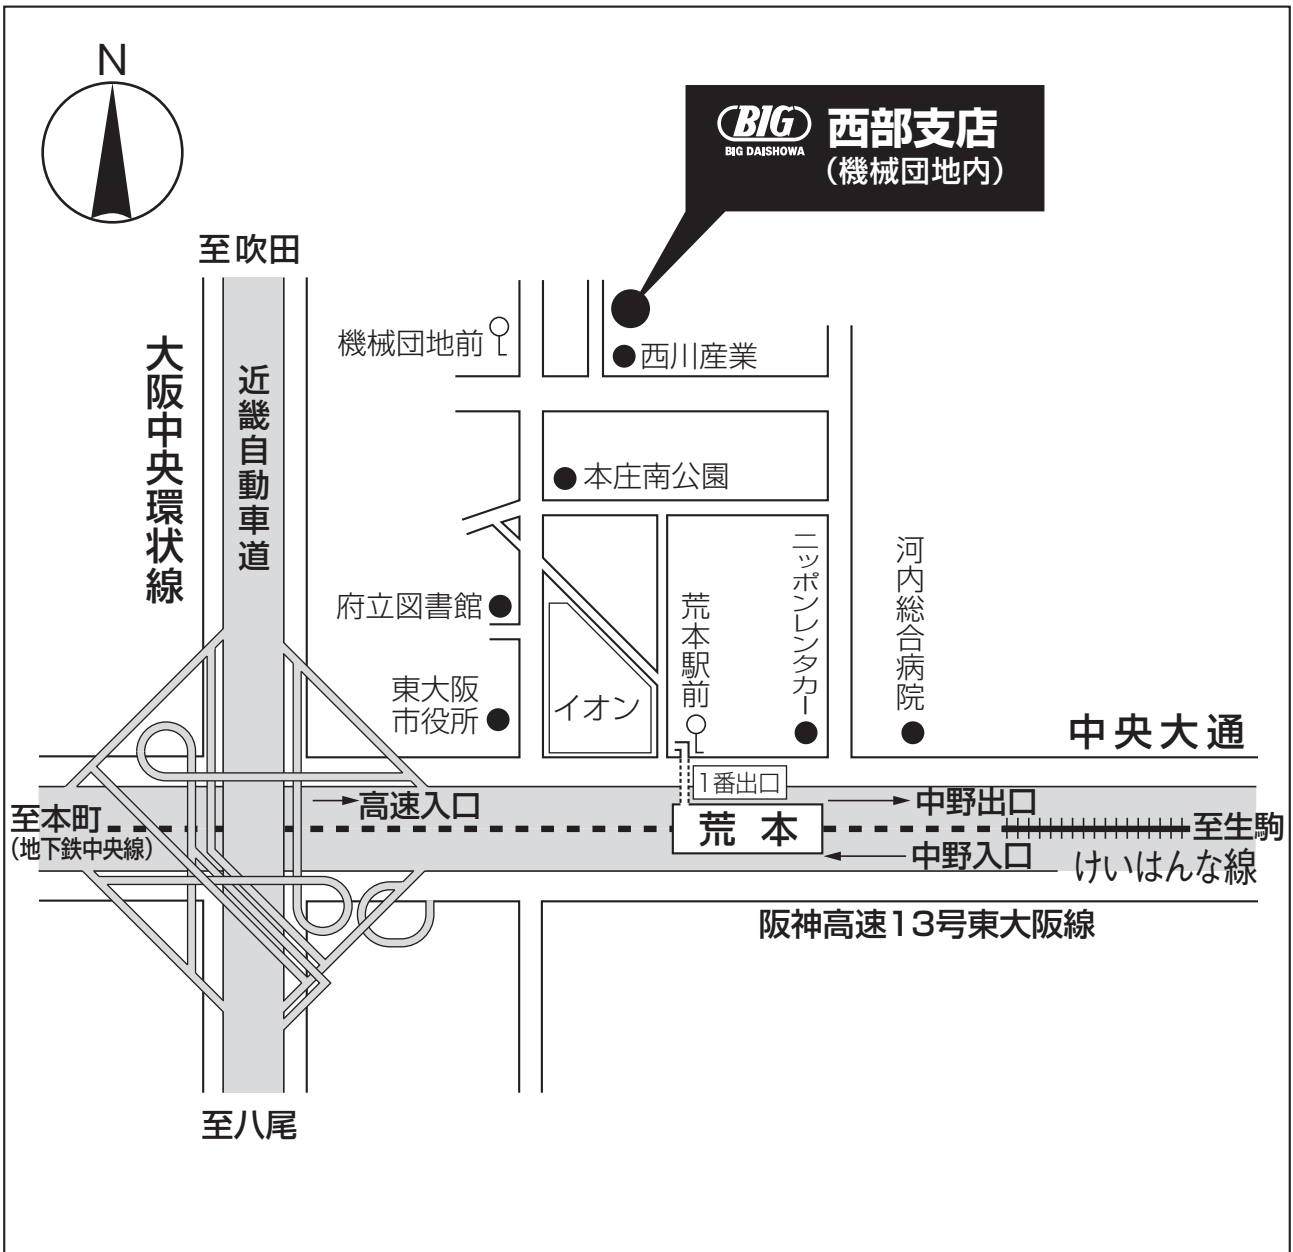 N
BIG
BIG DAISHOWA
西部支店
(機械団地内)
至吹田
大阪中央環状線
近畿自動車道
機械団地前
西川産業
本庄南公園
府立図書館
東大阪
市役所
イオン
荒本駅前
ニッポンレンタカー
河内総合病院
中央大通
1番出口
高速入口
荒本
中野出口
中野入口
至本町
(地下鉄中央線)
至生駒
けいはんな線
阪神高速13号東大阪線
至八尾